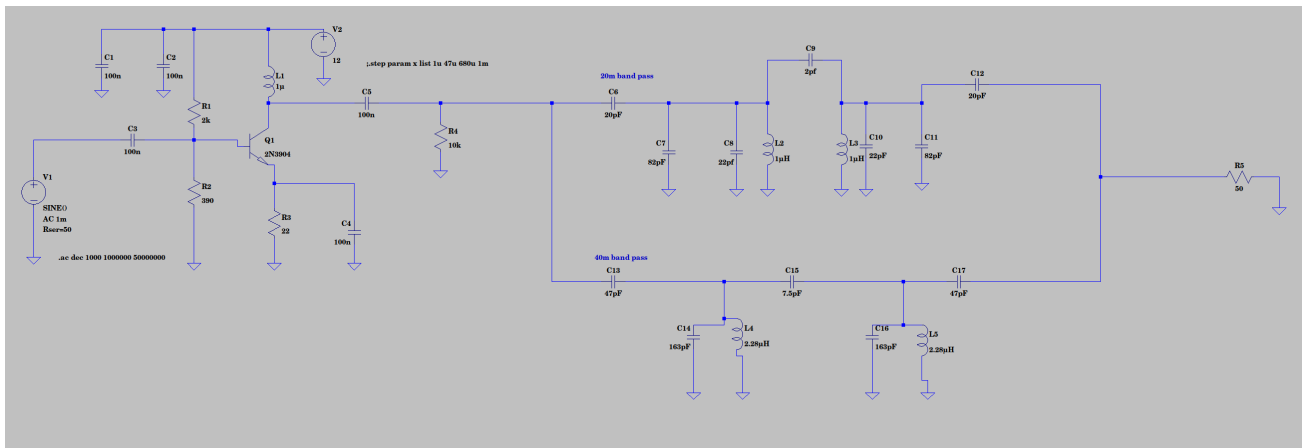 V2
12
C1
100n
C2
100n
L1
1µ
;.step param x list 1u 47u 680u 1m
R1
2k
C3
100n
Q1
2N3904
V1
SINE()
AC 1m
Rser=50
R2
390
R3
22
C4
100n
.ac dec 1000 1000000 50000000
C5
100n
R4
10k
20m band pass
C6
20pF
C7
82pF
C8
22pf
C9
2pf
L2
1µH
L3
1µH
C10
22pF
C11
82pF
C12
20pF
R5
50
40m band pass
C13
47pF
C14
163pF
L4
2.28µH
C15
7.5pF
C16
163pF
L5
2.28µH
C17
47pF